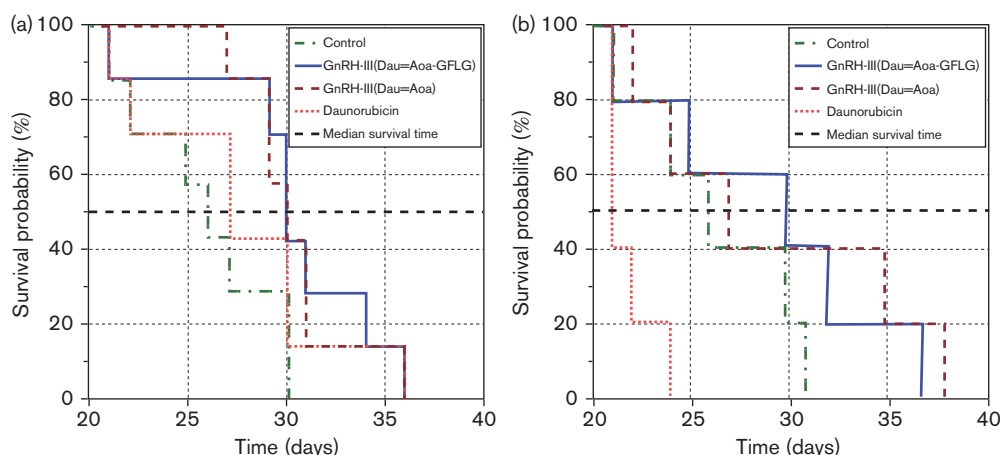 (a)
100
80
60
40
20
0
Survival probability (%)
Control
GnRH-III(Dau=Aoa-GFLG)
GnRH-III(Dau=Aoa)
Daunorubicin
Median survival time
20 25 30 35 40
Time (days)
(b)
100
80
60
40
20
0
Survival probability (%)
Control
GnRH-III(Dau=Aoa-GFLG)
GnRH-III(Dau=Aoa)
Daunorubicin
Median survival time
20 25 30 35 40
Time (days)